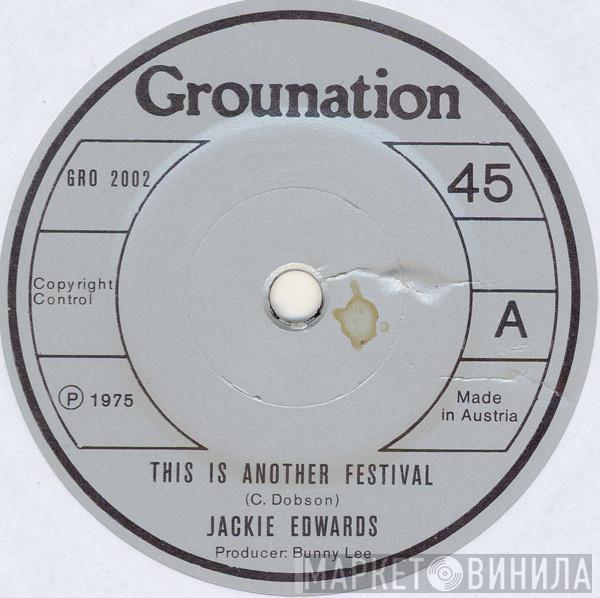 Grounation
GRO 2002
45
Copyright
Control
A
Ⓟ 1975
Made
in Austria
THIS IS ANOTHER FESTIVAL
(C. Dobson)
JACKIE EDWARDS
Producer: Bunny Lee
МАРКЕТ ВИНИЛА